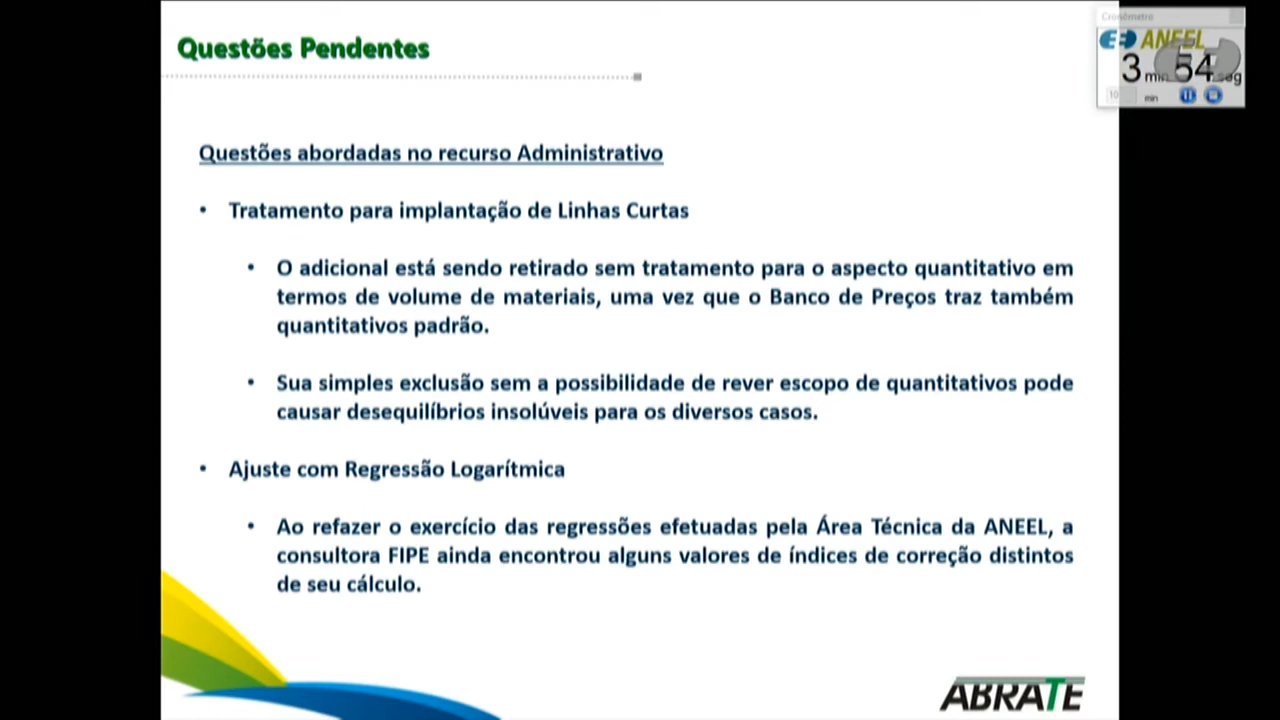 Questões Pendentes
Cronômetro
ANEEL
3 min 54 seg
10 min
Questões abordadas no recurso Administrativo
• Tratamento para implantação de Linhas Curtas
• O adicional está sendo retirado sem tratamento para o aspecto quantitativo em
termos de volume de materiais, uma vez que o Banco de Preços traz também
quantitativos padrão.
• Sua simples exclusão sem a possibilidade de rever escopo de quantitativos pode
causar desequilíbrios insolúveis para os diversos casos.
• Ajuste com Regressão Logarítmica
• Ao refazer o exercício das regressões efetuadas pela Área Técnica da ANEEL, a
consultora FIPE ainda encontrou alguns valores de índices de correção distintos
de seu cálculo.
ABRATE